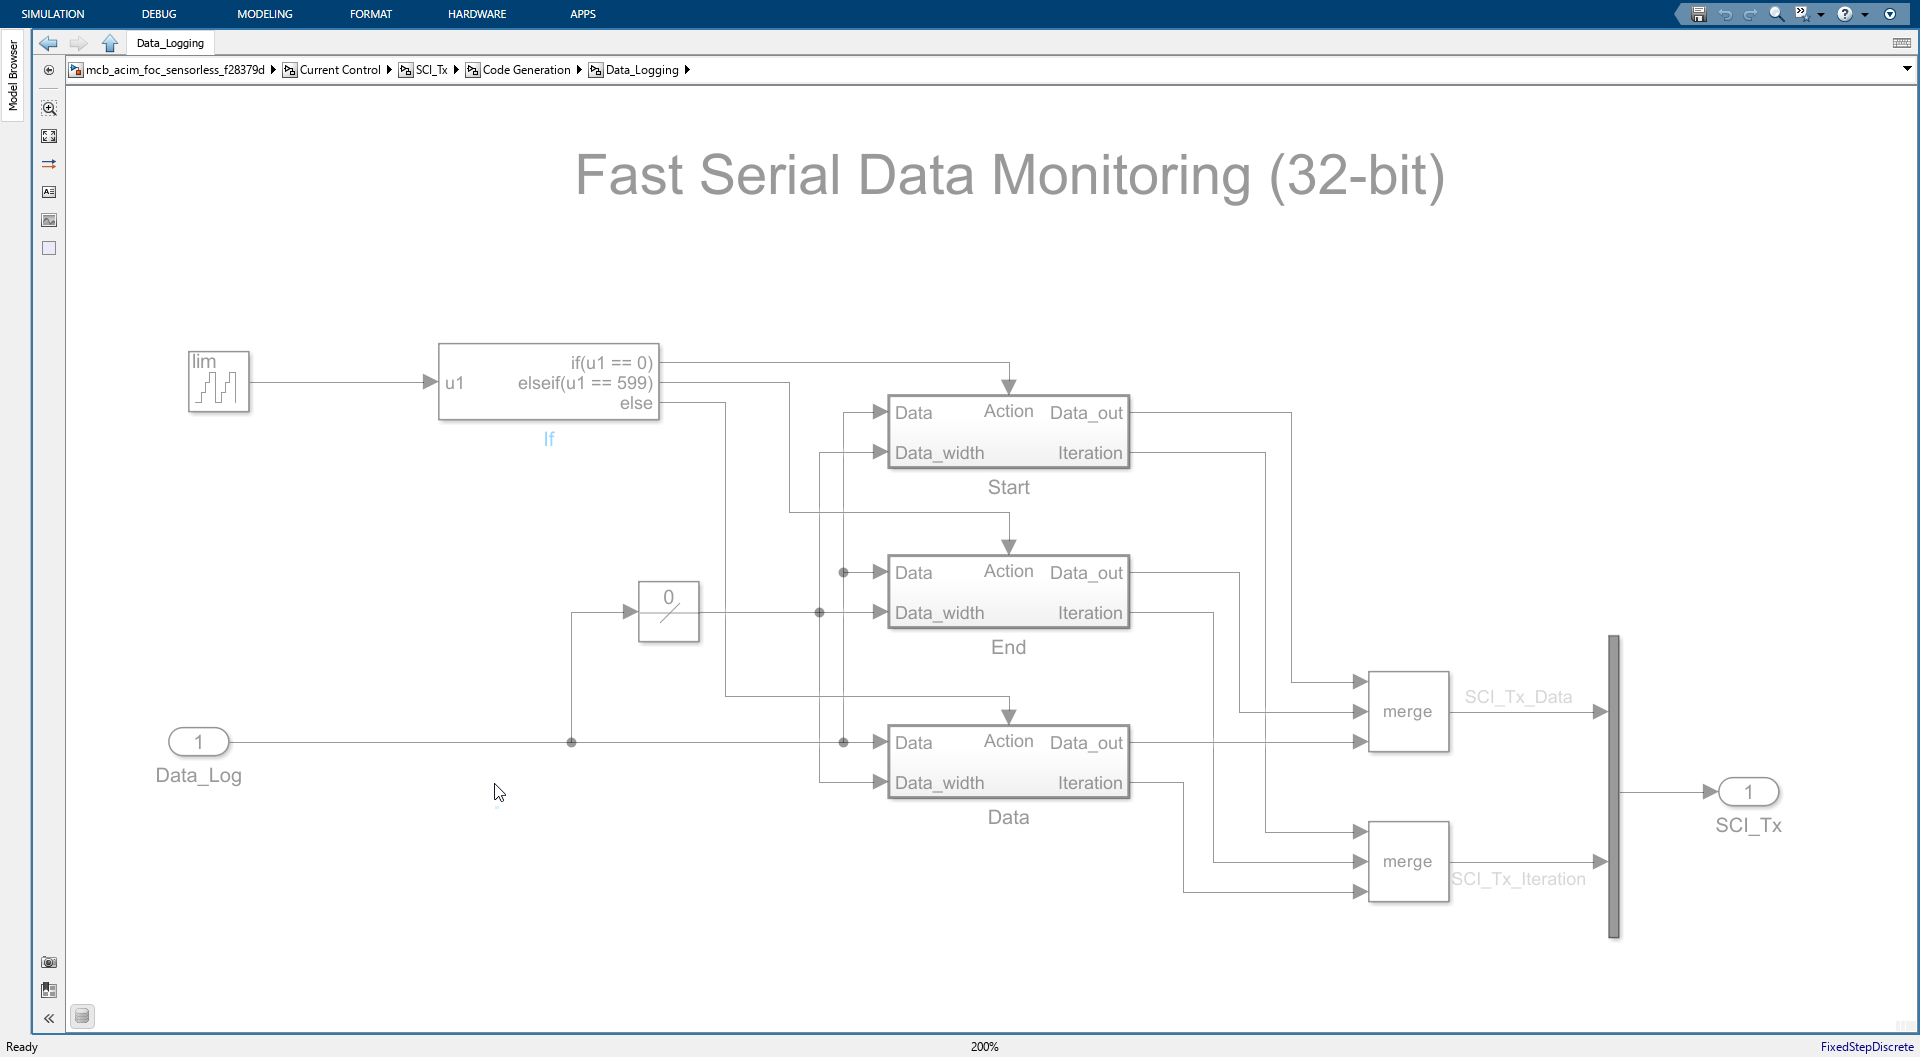 SIMULATION DEBUG MODELING FORMAT HARDWARE APPS
Model Browser
Data_Logging
mcb_acim_foc_sensorless_f28379d Current Control SCI_Tx Code Generation Data_Logging
Fast Serial Data Monitoring (32-bit)
lim
u1
if(u1 == 0)
elseif(u1 == 599)
else
If
Data Action Data_out
Data_width Iteration
Start
Data Action Data_out
Data_width Iteration
End
0
Data Action Data_out
Data_width Iteration
Data
1
Data_Log
merge
SCI_Tx_Data
merge
SCI_Tx_Iteration
1
SCI_Tx
Ready 200% FixedStepDiscrete